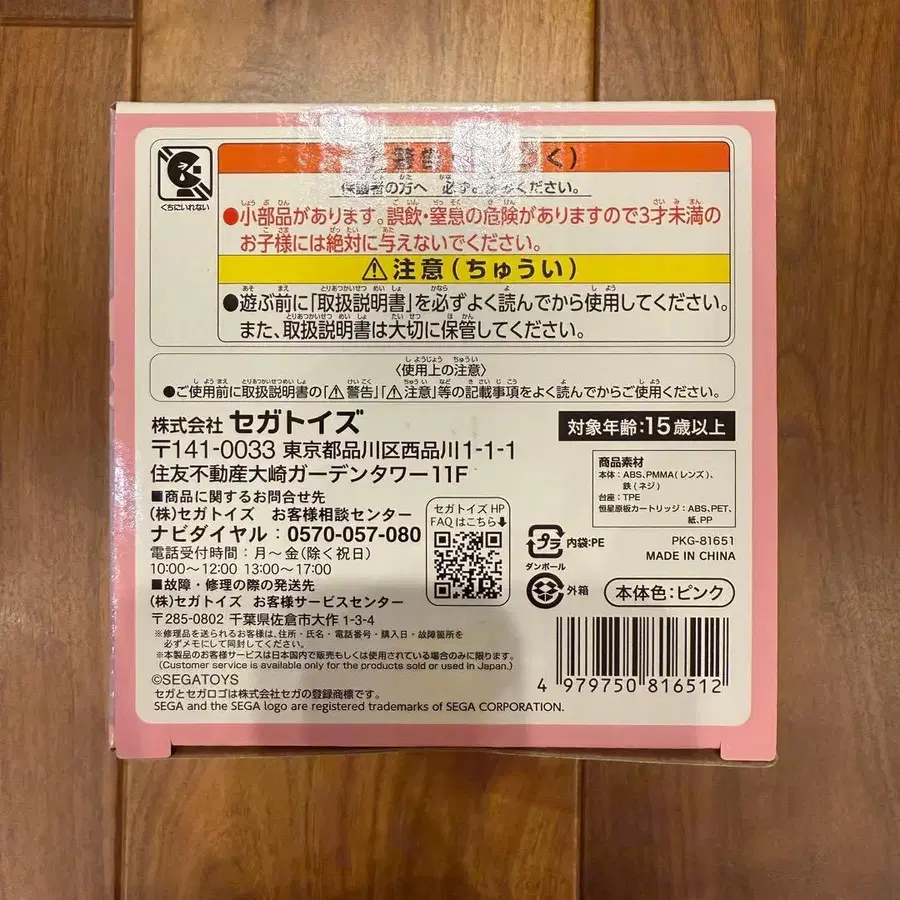 くちにいれない
保護者の方へ 必ずお読みください。
●小部品があります。誤飲・窒息の危険がありますので3才未満の
お子様には絶対に与えないでください。
⚠注意(ちゅうい)
●遊ぶ前に「取扱説明書」を必ずよく読んでから使用してください。
また、取扱説明書は大切に保管してください。
〈使用上の注意〉
●ご使用前に取扱説明書の「⚠警告」「⚠注意」等の記載事項をよく読んでからご使用ください。
株式会社 セガトイズ
〒141-0033 東京都品川区西品川1-1-1
住友不動産大崎ガーデンタワー11F
■商品に関するお問合せ先
(株)セガトイズ お客様相談センター
ナビダイヤル:0570-057-080
電話受付時間:月~金(除く祝日)
10:00~12:00 13:00~17:00
■故障・修理の際の発送先
(株)セガトイズ お客様サービスセンター
〒285-0802 千葉県佐倉市大作 1-3-4
※修理品を送られるお客様は、住所・氏名・電話番号・購入日・故障箇所を
必ずメモにして同封してください。
※本製品のお客様サービスは日本国内で販売もしくは使用されている場合のみに限ります。
(Customer service is available only for the products sold or used in Japan.)
©SEGATOYS
セガとセガロゴは株式会社セガの登録商標です。
SEGA and the SEGA logo are registered trademarks of SEGA CORPORATION.
セガトイズ HP
FAQ はこちら
対象年齢:15歳以上
商品素材
本体:ABS、PMMA(レンズ)、
鉄(ネジ)
台座:TPE
恒星原板カートリッジ:ABS、PET、
紙、PP
PKG-81651
MADE IN CHINA
プラ 内袋:PE
ダンボール
外箱
本体色:ピンク
4 979750 816512